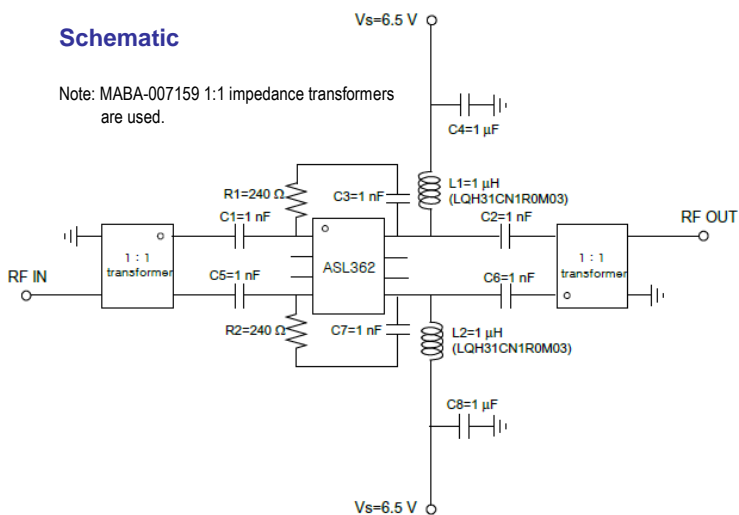 Vs=6.5 V
Schematic
Note: MABA-007159 1:1 impedance transformers
are used.
C4=1 µF
R1=240 Ω
C3=1 nF
L1=1 µH
(LQH31CN1R0M03)
C1=1 nF
C2=1 nF
RF OUT
1 : 1
transformer
ASL362
1 : 1
transformer
RF IN
C5=1 nF
C6=1 nF
R2=240 Ω
C7=1 nF
L2=1 µH
(LQH31CN1R0M03)
C8=1 µF
Vs=6.5 V